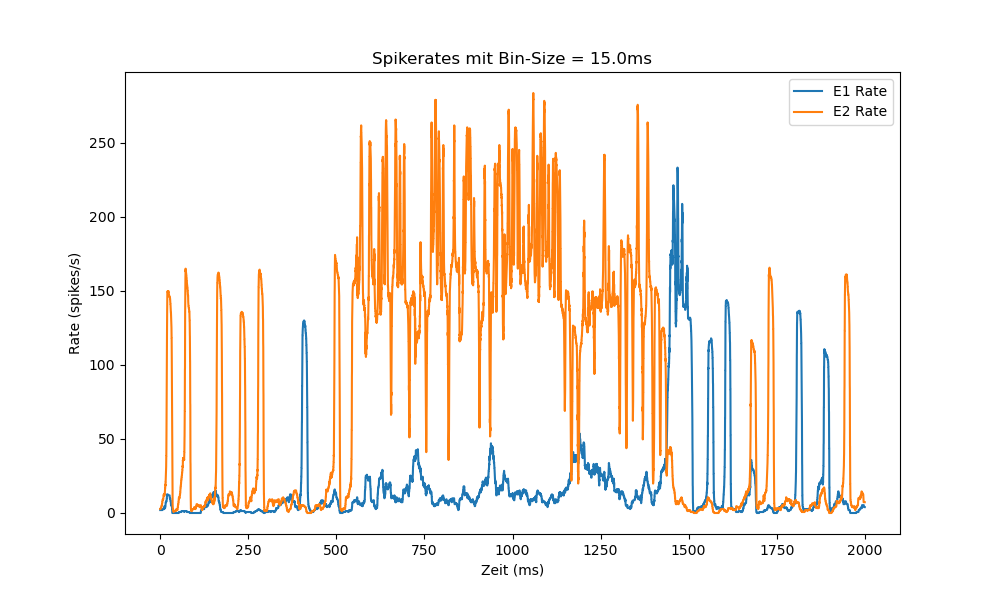 Spikerates mit Bin-Size = 15.0ms
E1 Rate
E2 Rate
Rate (spikes/s)
250
200
150
100
50
0
0 250 500 750 1000 1250 1500 1750 2000
Zeit (ms)